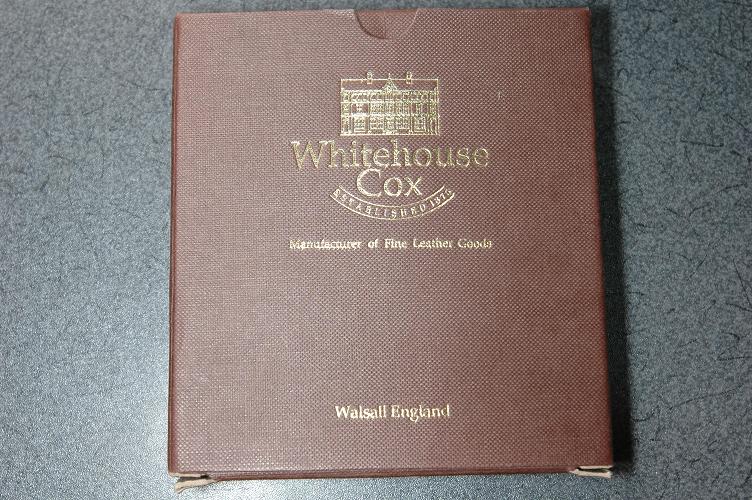 Whitehouse
Cox
ESTABLISHED 1875
Manufacturer of Fine Leather Goods
Walsall England